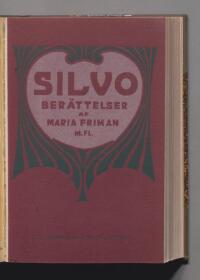 SILVO
BERÄTTELSER
AF
MARIA FRIMAN
M. FL.